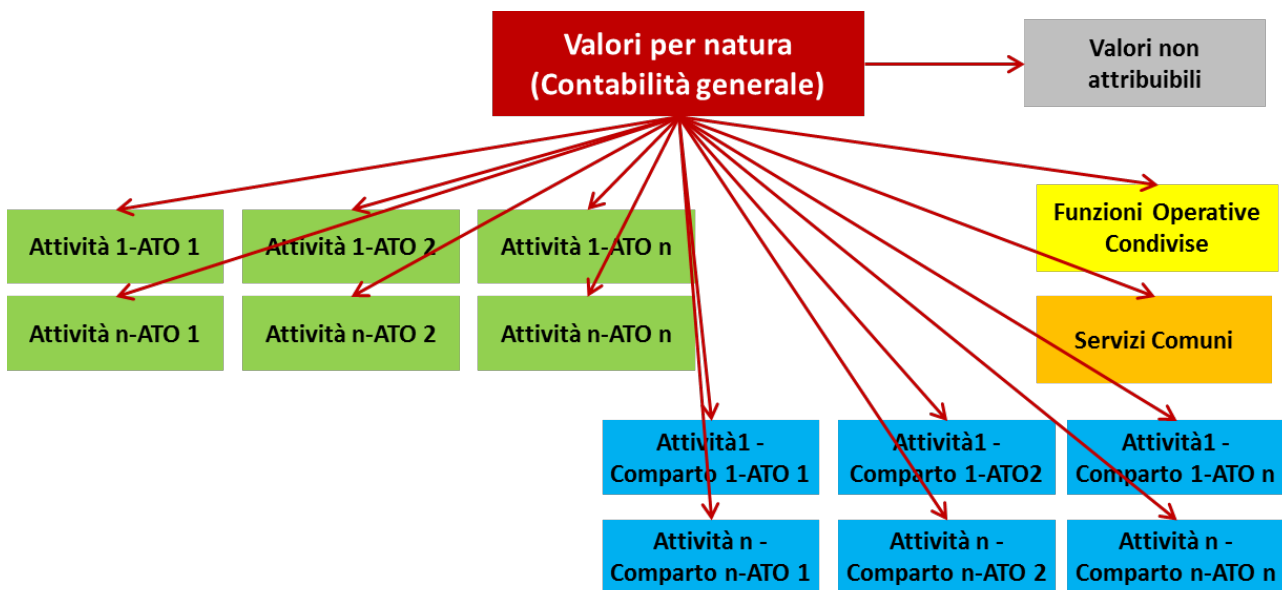 Valori per natura
(Contabilità generale)
Valori non
attribuibili
Attività 1-ATO 1
Attività 1-ATO 2
Attività 1-ATO n
Funzioni Operative
Condivise
Attività n-ATO 1
Attività n-ATO 2
Attività n-ATO n
Servizi Comuni
Attività1 -
Comparto 1-ATO 1
Attività1 -
Comparto 1-ATO2
Attività1 -
Comparto 1-ATO n
Attività n -
Comparto n-ATO 1
Attività n -
Comparto n-ATO 2
Attività n -
Comparto n-ATO n